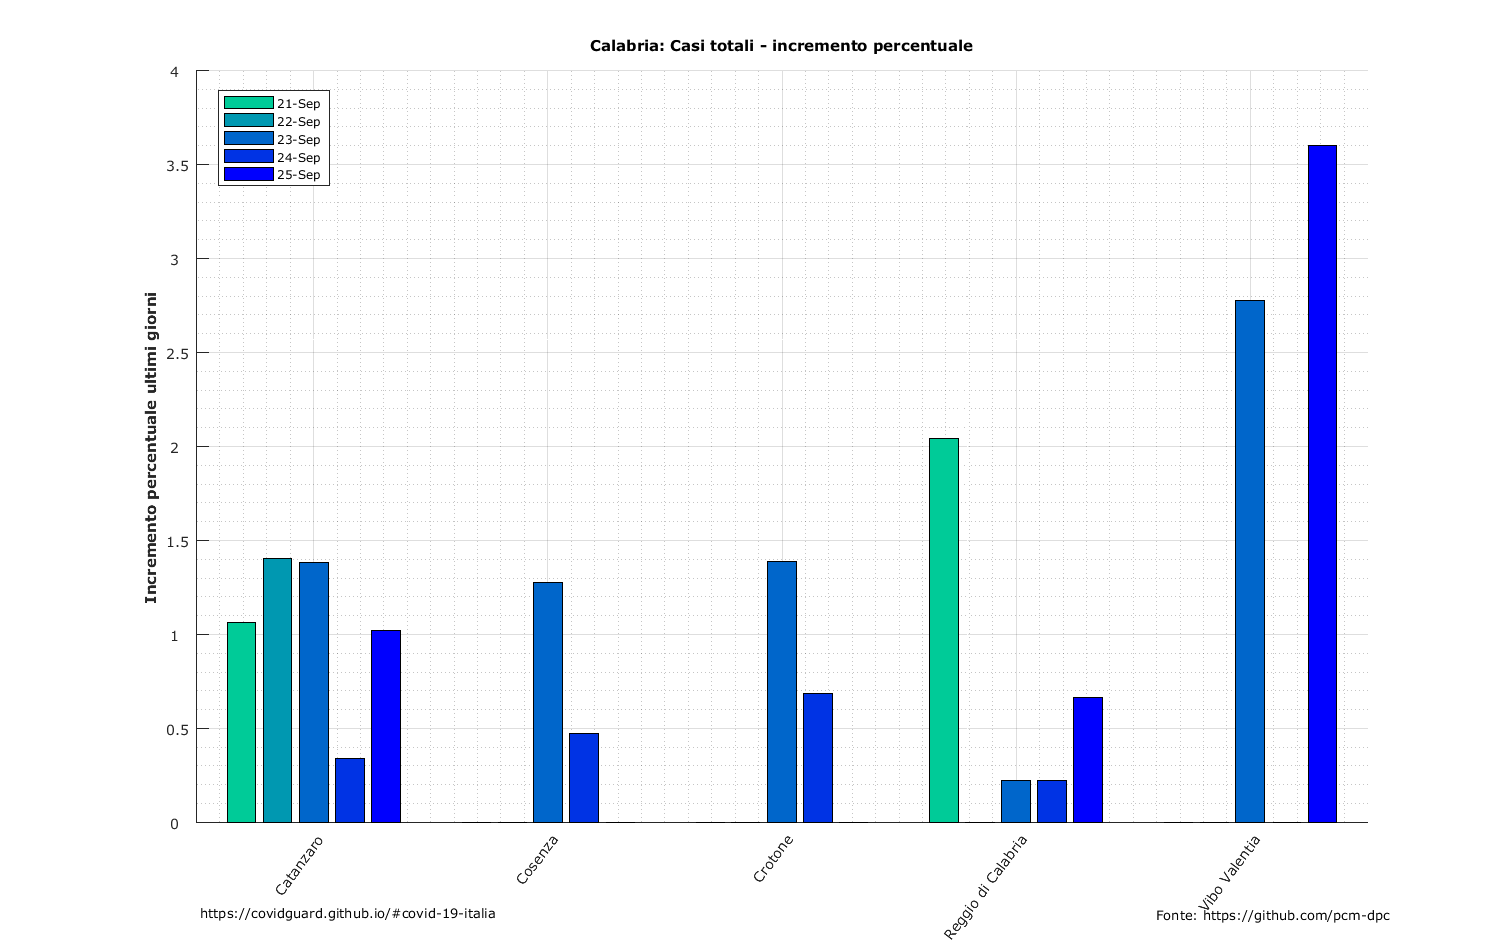 Calabria: Casi totali - incremento percentuale
Incremento percentuale ultimi giorni
4
3.5
3
2.5
2
1.5
1
0.5
0
21-Sep
22-Sep
23-Sep
24-Sep
25-Sep
Catanzaro
Cosenza
Crotone
Reggio di Calabria
Vibo Valentia
https://covidguard.github.io/#covid-19-italia
Fonte: https://github.com/pcm-dpc